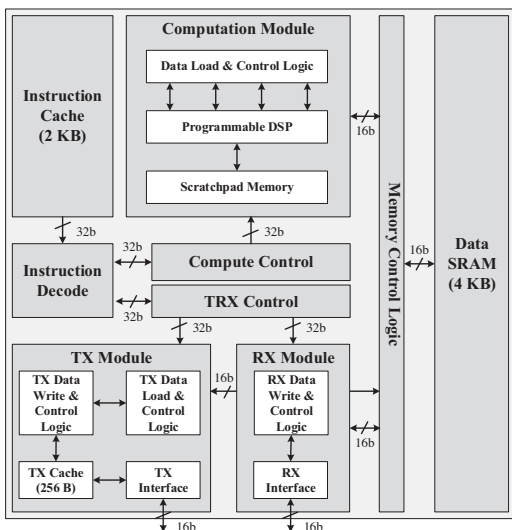 Computation Module
Data Load & Control Logic
Programmable DSP
Scratchpad Memory
Instruction
Cache
(2 KB)
16b
Memory Control Logic
16b
Data
SRAM
(4 KB)
32b
32b
32b
Instruction
Decode
Compute Control
32b
TRX Control
32b
32b
TX Module
TX Data
Write &
Control
Logic
TX Data
Load &
Control
Logic
TX Cache
(256 B)
TX
Interface
16b
16b
RX Module
RX Data
Write &
Control
Logic
RX
Interface
16b
16b